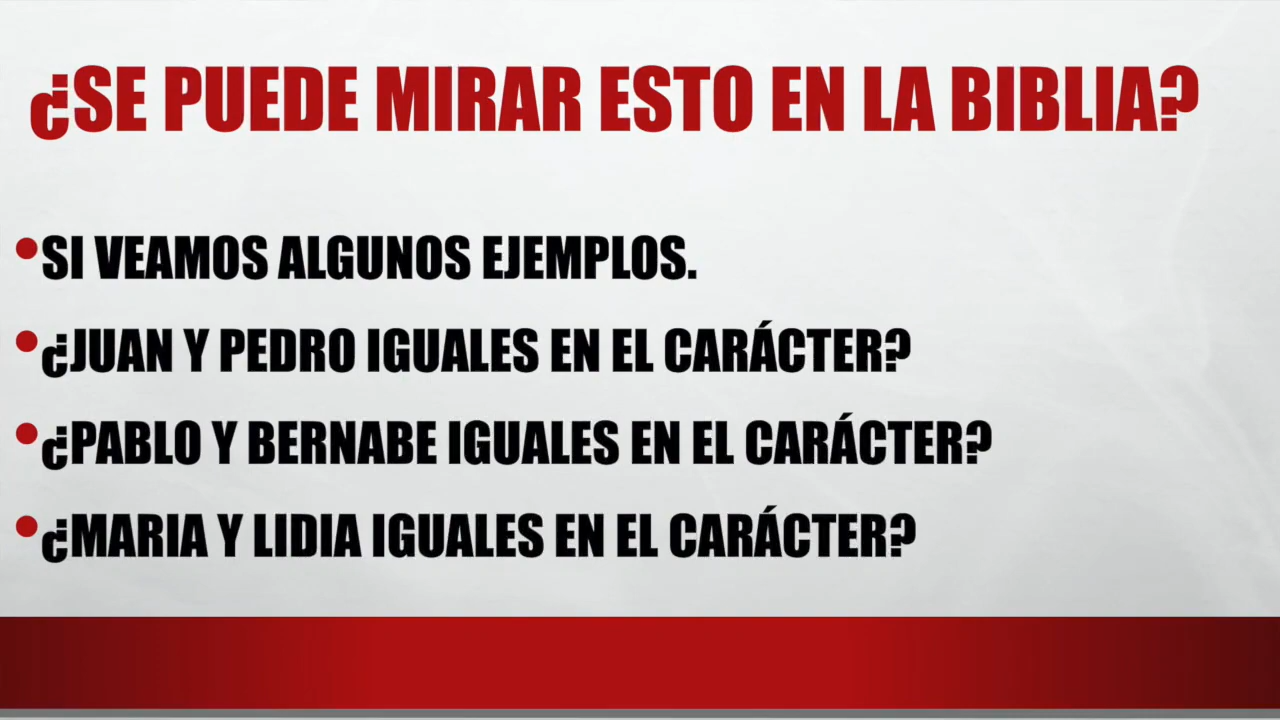 ¿SE PUEDE MIRAR ESTO EN LA BIBLIA?
•SI VEAMOS ALGUNOS EJEMPLOS.
•¿JUAN Y PEDRO IGUALES EN EL CARÁCTER?
•¿PABLO Y BERNABE IGUALES EN EL CARÁCTER?
•¿MARIA Y LIDIA IGUALES EN EL CARÁCTER?